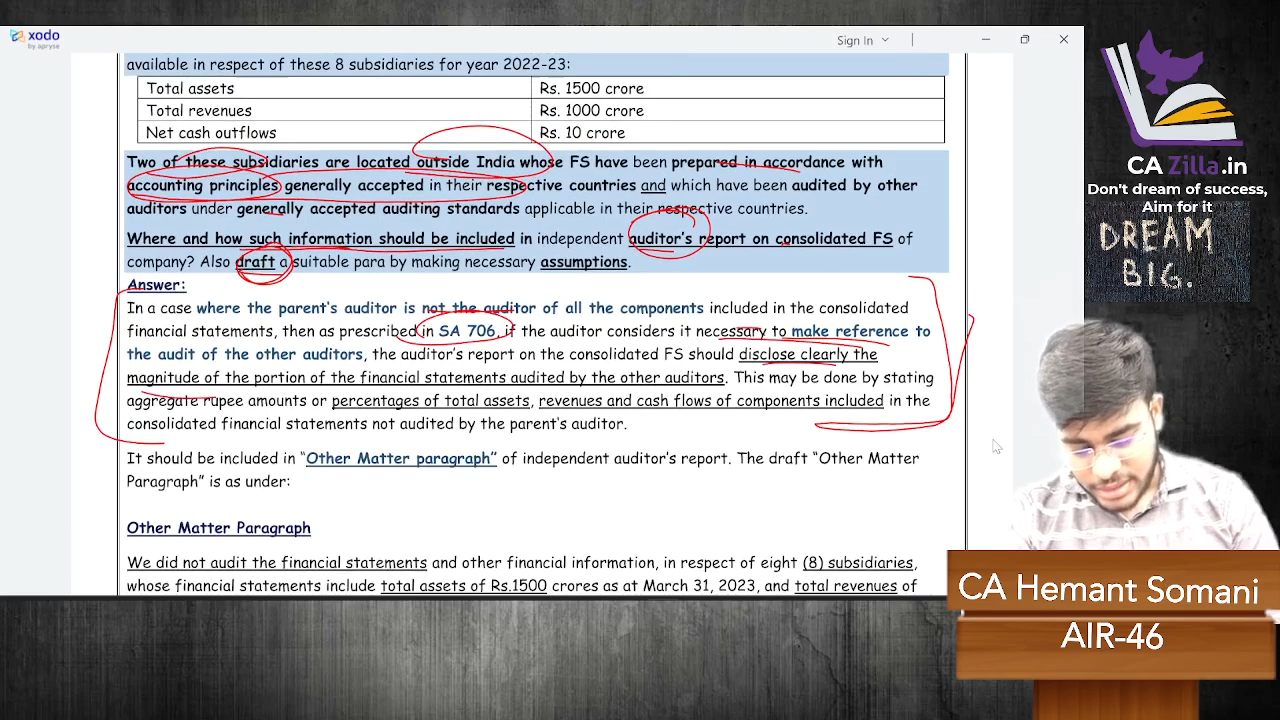 xodo
by apryse
Sign In
available in respect of these 8 subsidiaries for year 2022-23:
Total assets Rs. 1500 crore
Total revenues Rs. 1000 crore
Net cash outflows Rs. 10 crore
Two of these subsidiaries are located outside India whose FS have been prepared in accordance with
accounting principles generally accepted in their respective countries and which have been audited by other
auditors under generally accepted auditing standards applicable in their respective countries.
Where and how such information should be included in independent auditor's report on consolidated FS of
company? Also draft a suitable para by making necessary assumptions.
Answer:
In a case where the parent's auditor is not the auditor of all the components included in the consolidated
financial statements, then as prescribed in SA 706, if the auditor considers it necessary to make reference to
the audit of the other auditors, the auditor's report on the consolidated FS should disclose clearly the
magnitude of the portion of the financial statements audited by the other auditors. This may be done by stating
aggregate rupee amounts or percentages of total assets, revenues and cash flows of components included in the
consolidated financial statements not audited by the parent's auditor.
It should be included in "Other Matter paragraph" of independent auditor's report. The draft "Other Matter
Paragraph" is as under:
Other Matter Paragraph
We did not audit the financial statements and other financial information, in respect of eight (8) subsidiaries,
whose financial statements include total assets of Rs.1500 crores as at March 31, 2023, and total revenues of
CA Zilla.in
Don't dream of success,
Aim for it
DREAM
BIG.
CA Hemant Somani
AIR-46